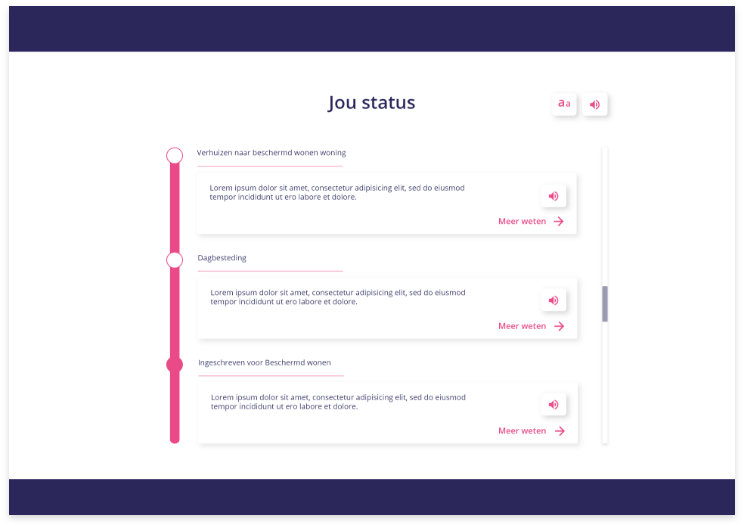 Jou status
aa
Verhuizen naar beschermd wonen woning
Lorem ipsum dolor sit amet, consectetur adipisicing elit, sed do eiusmod
tempor incididunt ut ero labore et dolore.
Meer weten
Dagbesteding
Lorem ipsum dolor sit amet, consectetur adipisicing elit, sed do eiusmod
tempor incididunt ut ero labore et dolore.
Meer weten
Ingeschreven voor Beschermd wonen
Lorem ipsum dolor sit amet, consectetur adipisicing elit, sed do eiusmod
tempor incididunt ut ero labore et dolore.
Meer weten